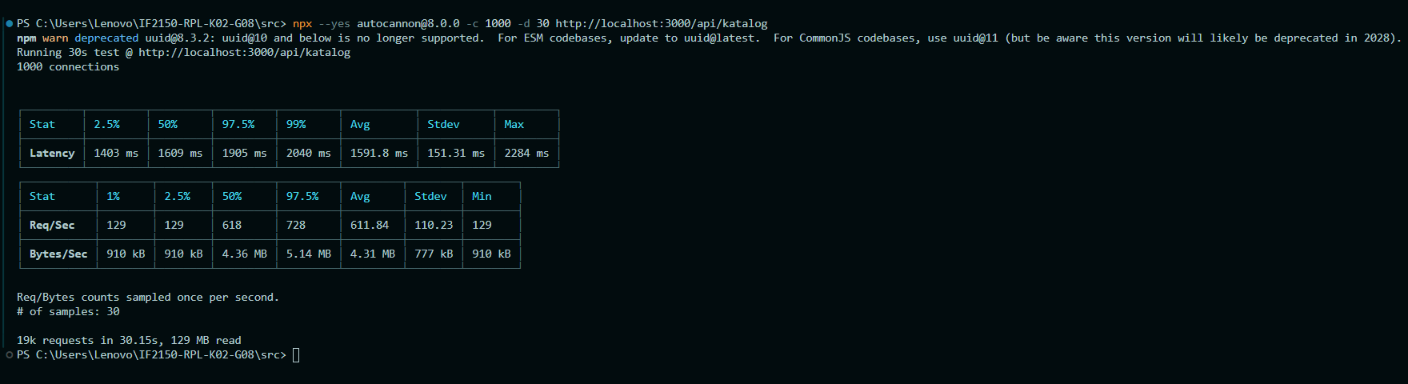 PS C:\Users\Lenovo\IF2150-RPL-K02-G08\src> npx --yes autocannon@8.0.0 -c 1000 -d 30 http://localhost:3000/api/katalog
npm warn deprecated uuid@8.3.2: uuid@10 and below is no longer supported.  For ESM codebases, update to uuid@latest.  For CommonJS codebases, use uuid@11 (but be aware this version will likely be deprecated in 2028).
Running 30s test @ http://localhost:3000/api/katalog
1000 connections
Stat 2.5% 50% 97.5% 99% Avg Stdev Max
Latency 1403 ms 1609 ms 1905 ms 2040 ms 1591.8 ms 151.31 ms 2284 ms
Stat 1% 2.5% 50% 97.5% Avg Stdev Min
Req/Sec 129 129 618 728 611.84 110.23 129
Bytes/Sec 910 kB 910 kB 4.36 MB 5.14 MB 4.31 MB 777 kB 910 kB
Req/Bytes counts sampled once per second.
# of samples: 30
19k requests in 30.15s, 129 MB read
PS C:\Users\Lenovo\IF2150-RPL-K02-G08\src>